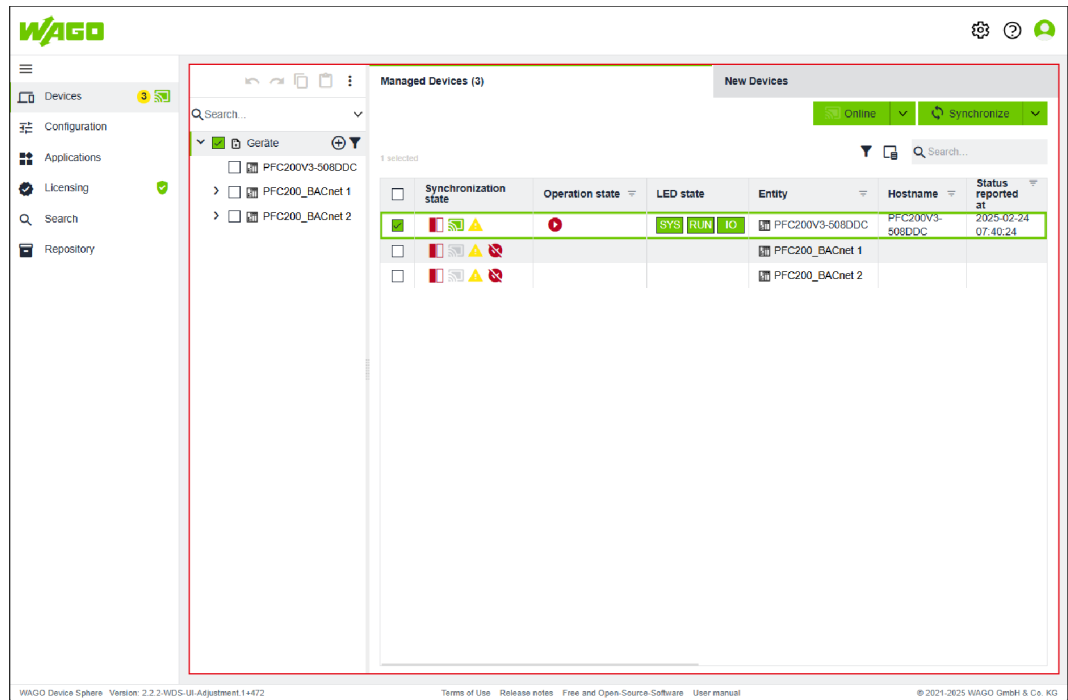 WAGO
Devices
3
Configuration
Applications
Licensing
Search
Repository
Search...
Geräte
PFC200V3-508DDC
PFC200_BACnet 1
PFC200_BACnet 2
Managed Devices (3)
New Devices
Online
Synchronize
1 selected
Search...
Synchronization
state
Operation state
LED state
Entity
Hostname
Status
reported
at
SYS RUN IO
PFC200V3-508DDC
PFC200V3-
508DDC
2025-02-24
07:40:24
PFC200_BACnet 1
PFC200_BACnet 2
WAGO Device Sphere Version: 2.2.2-WDS-UI-Adjustment.1+472
Terms of Use Release notes Free and Open-Source-Software User manual
© 2021-2025 WAGO GmbH & Co. KG